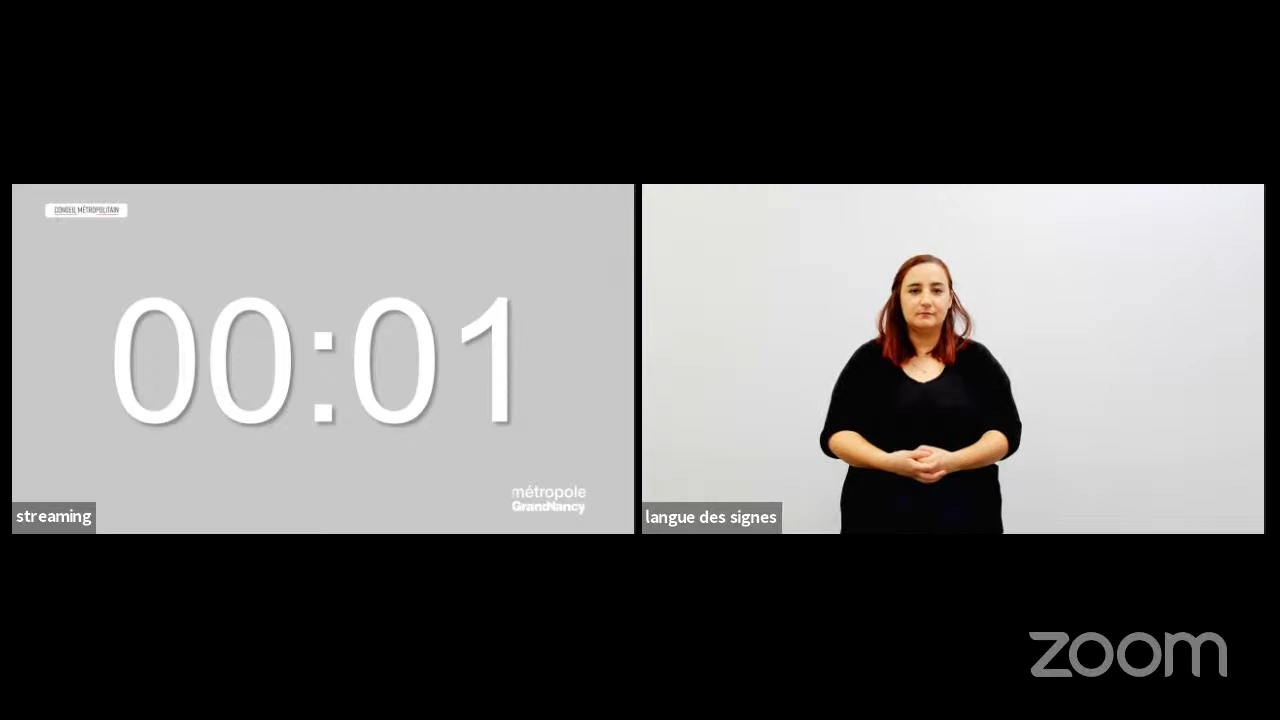 CONSEIL MÉTROPOLITAIN
00:01
métropole
GrandNancy
streaming
langue des signes
zoom